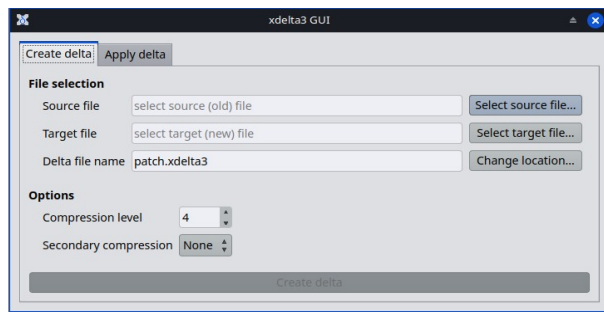 xdelta3 GUI
Create delta Apply delta
File selection
Source file select source (old) file Select source file...
Target file select target (new) file Select target file...
Delta file name patch.xdelta3 Change location...
Options
Compression level 4
Secondary compression None
Create delta